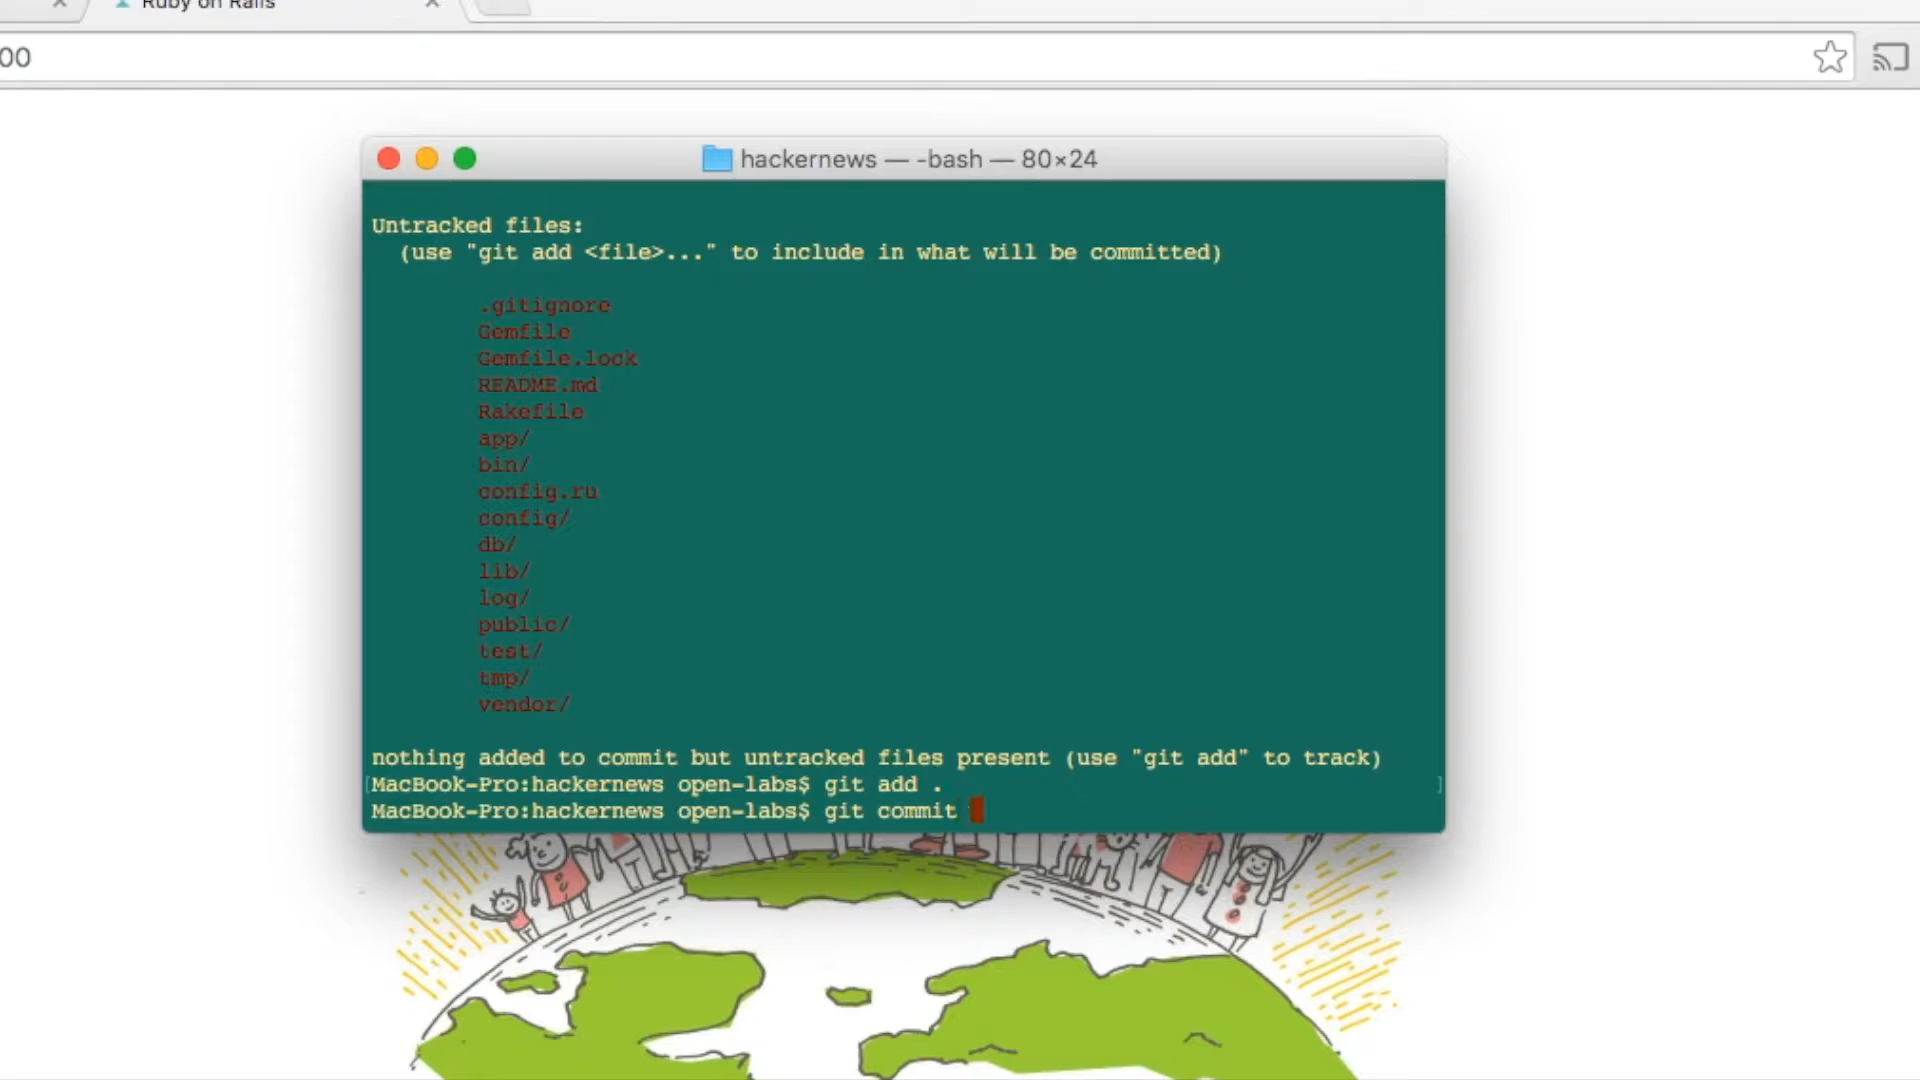 Ruby on Rails
00
hackernews — -bash — 80×24
Untracked files:
(use "git add <file>..." to include in what will be committed)
.gitignore
Gemfile
Gemfile.lock
README.md
Rakefile
app/
bin/
config.ru
config/
db/
lib/
log/
public/
test/
tmp/
vendor/
nothing added to commit but untracked files present (use "git add" to track)
[MacBook-Pro:hackernews open-labs$ git add . ]
MacBook-Pro:hackernews open-labs$ git commit